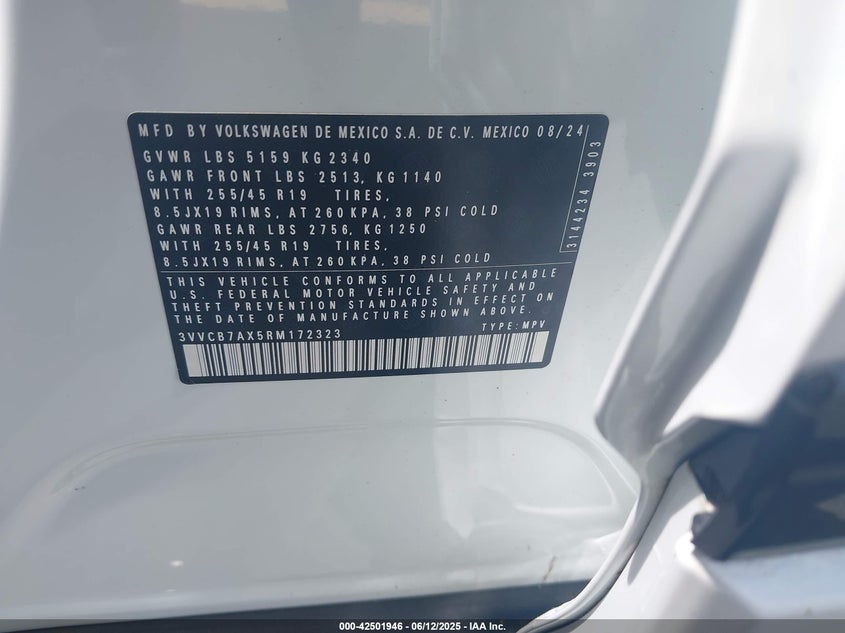 MFD BY VOLKSWAGEN DE MEXICO S.A. DE C.V. MEXICO 08/24
GVWR LBS 5159 KG 2340
GAWR FRONT LBS 2513, KG 1140
WITH 255/45 R19 TIRES,
8.5JX19 RIMS, AT 260 KPA, 38 PSI COLD
GAWR REAR LBS 2756, KG 1250
WITH 255/45 R19 TIRES,
8.5JX19 RIMS, AT 260 KPA, 38 PSI COLD
THIS VEHICLE CONFORMS TO ALL APPLICABLE
U.S. FEDERAL MOTOR VEHICLE SAFETY AND
THEFT PREVENTION STANDARDS IN EFFECT ON
THE DATE OF MANUFACTURE SHOWN ABOVE.
3VVCB7AX5RM172323 TYPE: MPV
3144234 3903
000-42501946 - 06/12/2025 - IAA Inc.